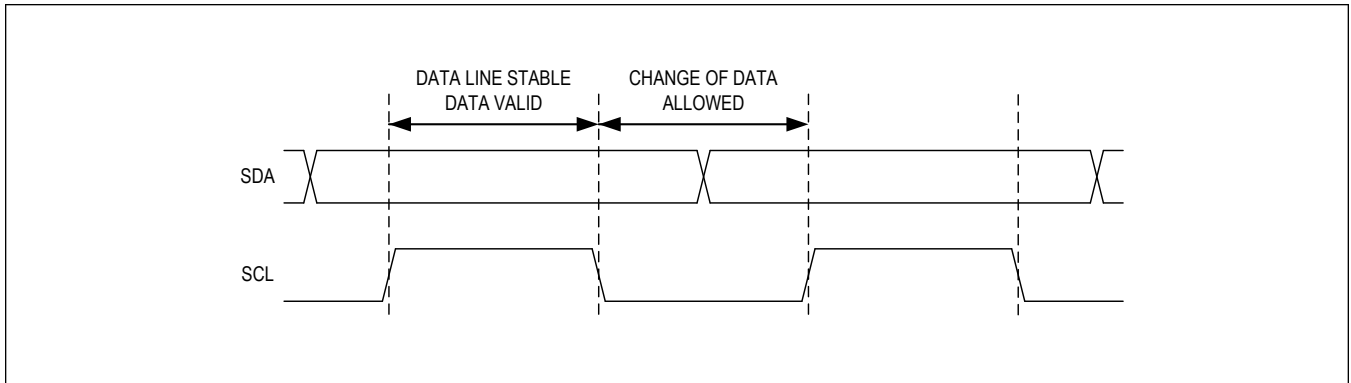 DATA LINE STABLE
DATA VALID
CHANGE OF DATA
ALLOWED
SDA
SCL